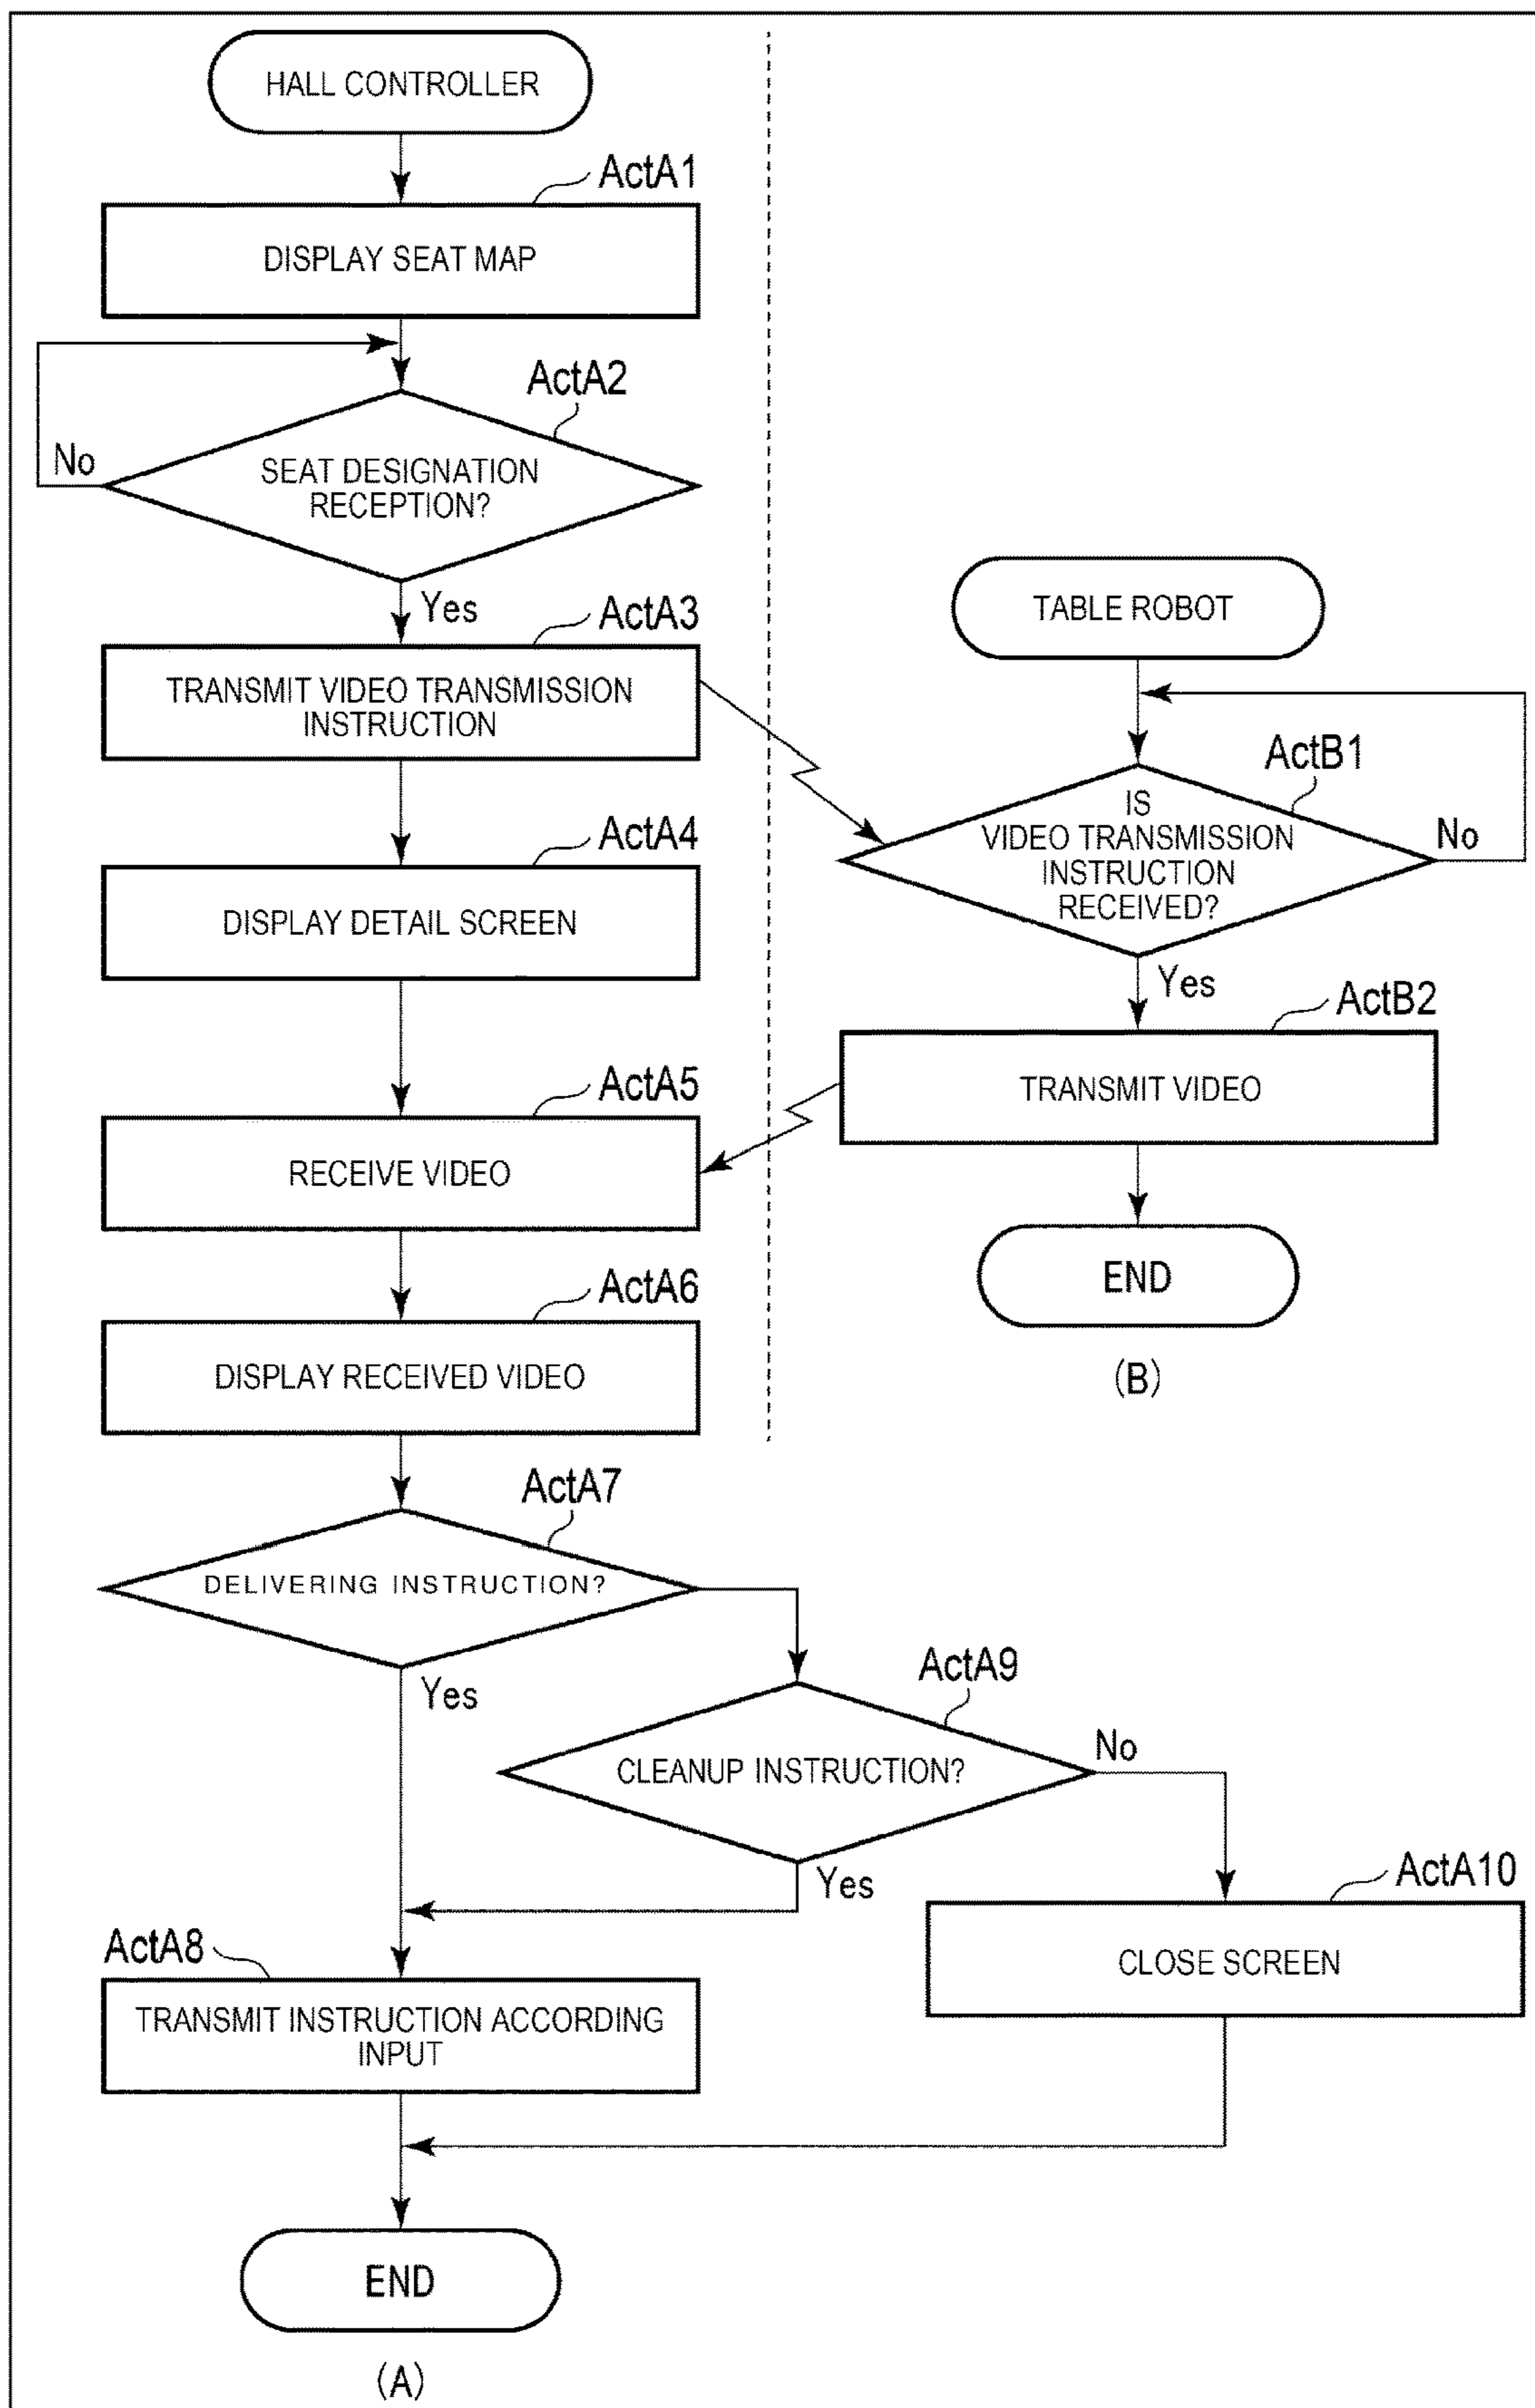 HALL CONTROLLER
ActA1
DISPLAY SEAT MAP
ActA2
No
SEAT DESIGNATION
RECEPTION?
Yes
ActA3
TRANSMIT VIDEO TRANSMISSION
INSTRUCTION
ActA4
DISPLAY DETAIL SCREEN
ActA5
RECEIVE VIDEO
ActA6
DISPLAY RECEIVED VIDEO
ActA7
DELIVERING INSTRUCTION?
Yes
ActA9
No
CLEANUP INSTRUCTION?
Yes
ActA10
CLOSE SCREEN
ActA8
TRANSMIT INSTRUCTION ACCORDING
INPUT
END
(A)
TABLE ROBOT
ActB1
IS
VIDEO TRANSMISSION
INSTRUCTION
RECEIVED?
No
Yes
ActB2
TRANSMIT VIDEO
END
(B)